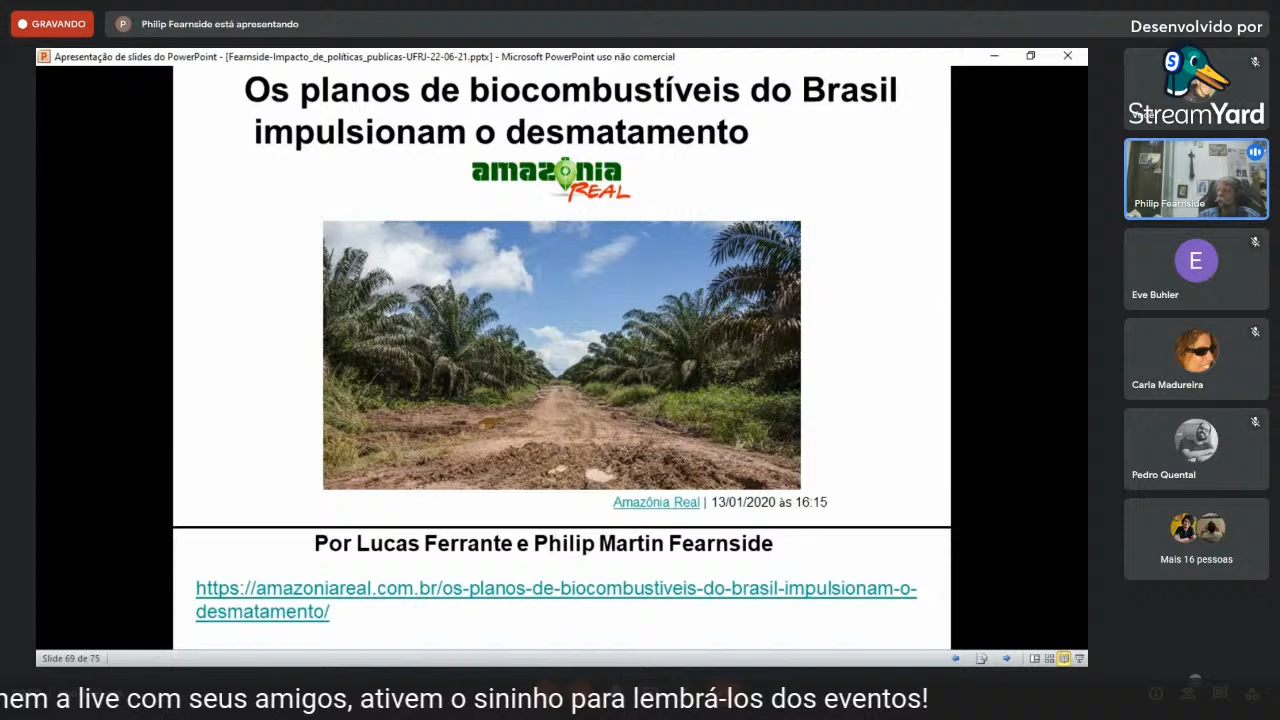 GRAVANDO
P
Philip Fearnside está apresentando
Desenvolvido por
StreamYard
Apresentação de slides do PowerPoint - [Fearnside-Impacto_de_políticas_publicas-UFRJ-22-06-21.pptx] - Microsoft PowerPoint uso não comercial
Os planos de biocombustíveis do Brasil
impulsionam o desmatamento
amazônia
REAL
Amazônia Real | 13/01/2020 às 16:15
Por Lucas Ferrante e Philip Martin Fearnside
https://amazoniareal.com.br/os-planos-de-biocombustiveis-do-brasil-impulsionam-o-
desmatamento/
Slide 69 de 75
Philip Fearnside
E
Eve Buhler
Carla Madureira
Pedro Quental
Mais 16 pessoas
a live com seus amigos, ativem o sininho para lembrá-los dos eventos!